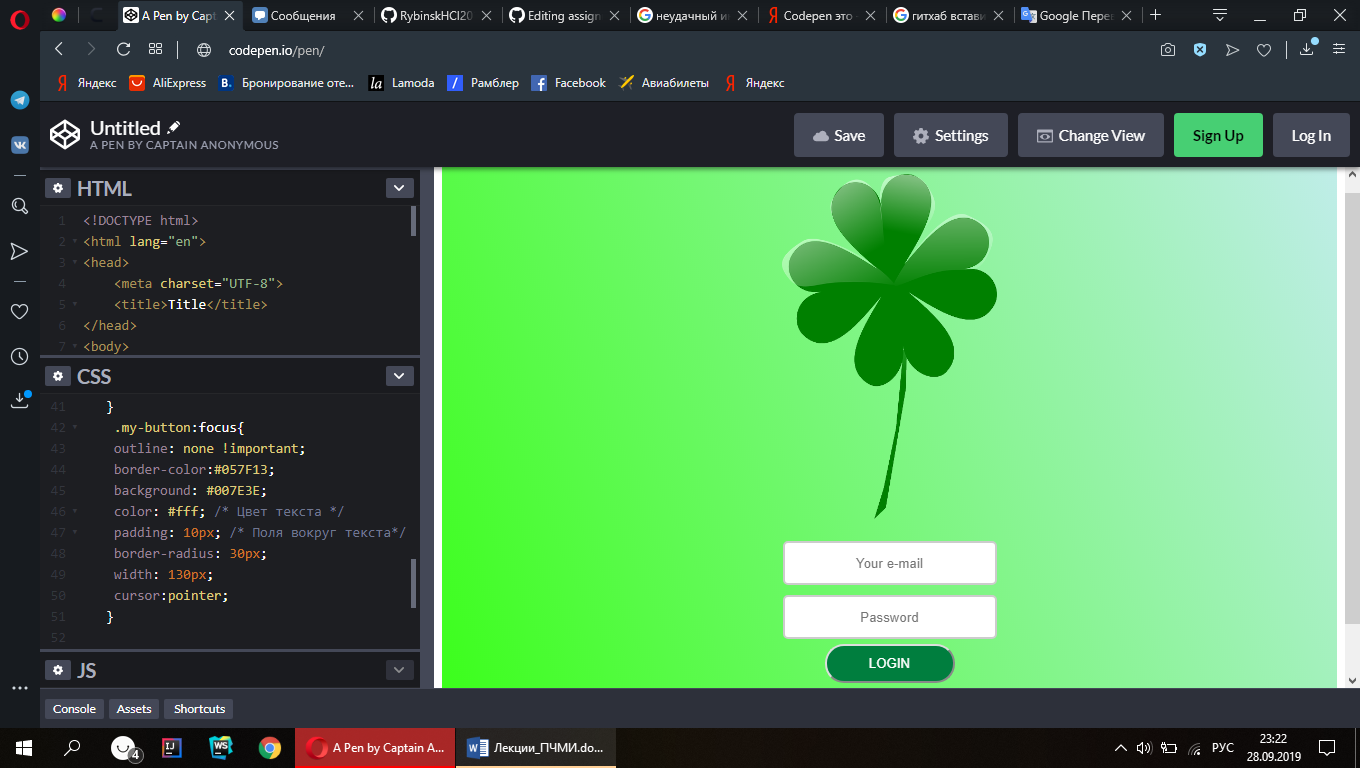 A Pen by Capt
Сообщения
RybinskHCI20
Editing assign
неудачный ин
Codepen это -
гитхаб встави
Google Перев
codepen.io/pen/
Яндекс
AliExpress
B. Бронирование оте...
la Lamoda
Рамблер
Facebook
Авиабилеты
Яндекс
Untitled
A PEN BY CAPTAIN ANONYMOUS
Save
Settings
Change View
Sign Up
Log In
HTML
1 <!DOCTYPE html>
2 <html lang="en">
3 <head>
4 <meta charset="UTF-8">
5 <title>Title</title>
6 </head>
7 <body>
CSS
41 }
42 .my-button:focus{
43 outline: none !important;
44 border-color:#057F13;
45 background: #007E3E;
46 color: #fff; /* Цвет текста */
47 padding: 10px; /* Поля вокруг текста*/
48 border-radius: 30px;
49 width: 130px;
50 cursor:pointer;
51 }
52
JS
Your e-mail
Password
LOGIN
Console
Assets
Shortcuts
4
IJ
WS
A Pen by Captain A...
Лекции_ПЧМИ.do...
РУС
23:22
28.09.2019